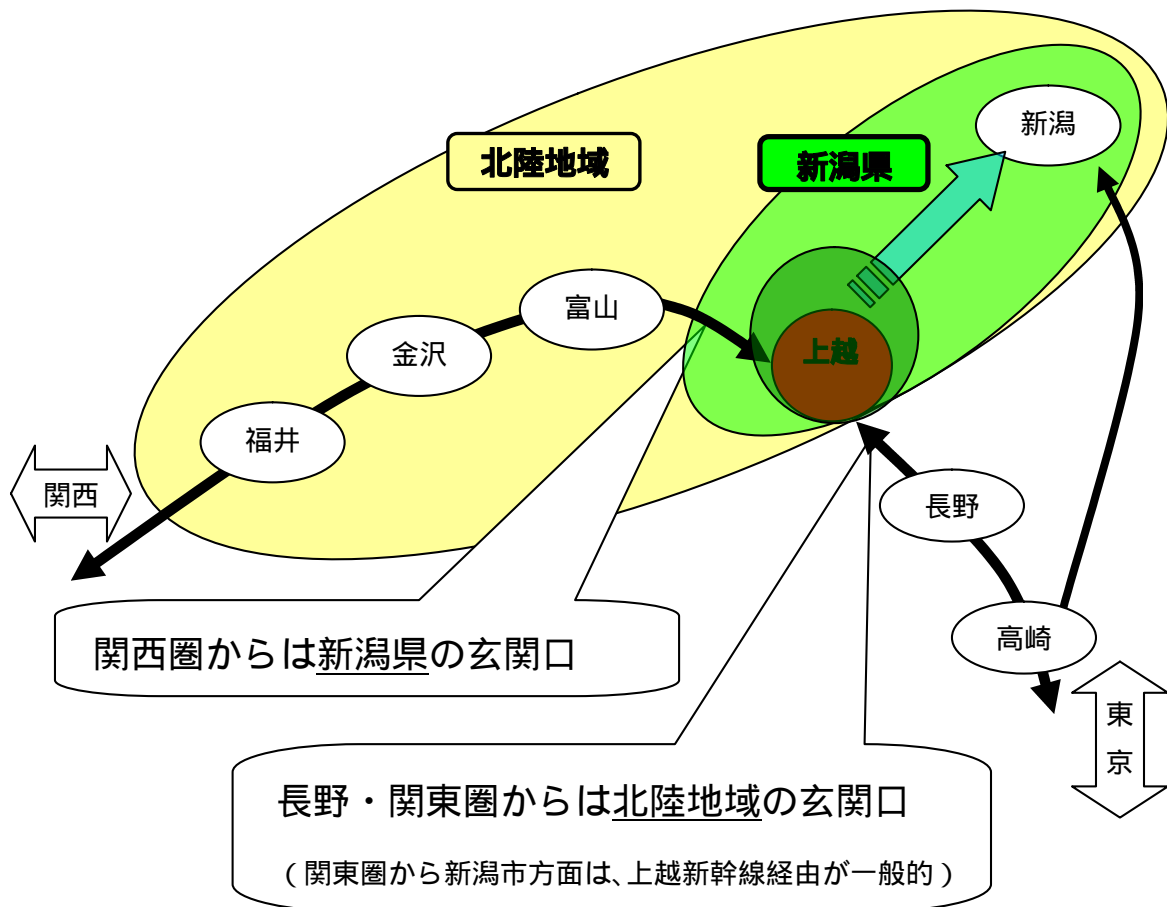 新潟
北陸地域
新潟県
富山
上越
金沢
福井
関西
長野
高崎
関西圏からは新潟県の玄関口
東
京
長野・関東圏からは北陸地域の玄関口
(関東圏から新潟市方面は、上越新幹線経由が一般的)